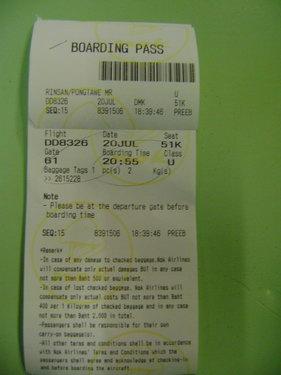 BOARDING PASS
RINSAN/PONGTAWE MR U
DD8326 20JUL DMK 51K
SEQ:15 8391506 18:39:46 PREEB
Flight Date Seat
DD8326 20JUL 51K
Gate Boarding Time Class
61 20:55 U
Baggage Tags 1 pc(s) 2 Kg(s)
>> 2615228
Note
- Please be at the departure gate before
boarding time
SEQ:15 8391506 18:39:46 PREEB
*Remark*
-In case of any damage to checked baggage.Nok Airlines
will compensate only actual damages BUT in any case
not more than Baht 500 or equivalent.
-In case of lost checked baggage. Nok Airlines will
compensate only actual costs BUT not more than Baht
400 per 1 Kilogram of checked baggage and in any case
not more than Baht 2,000 in total.
-Passengers shall be responsible for their own
carry-on baggage(s).
-All other terms and conditions shall be in accordance
with Nok Airlines' Terms and Conditions which the
passengers shall agree and acknowledge at checking-in
and before boarding the aircraft.